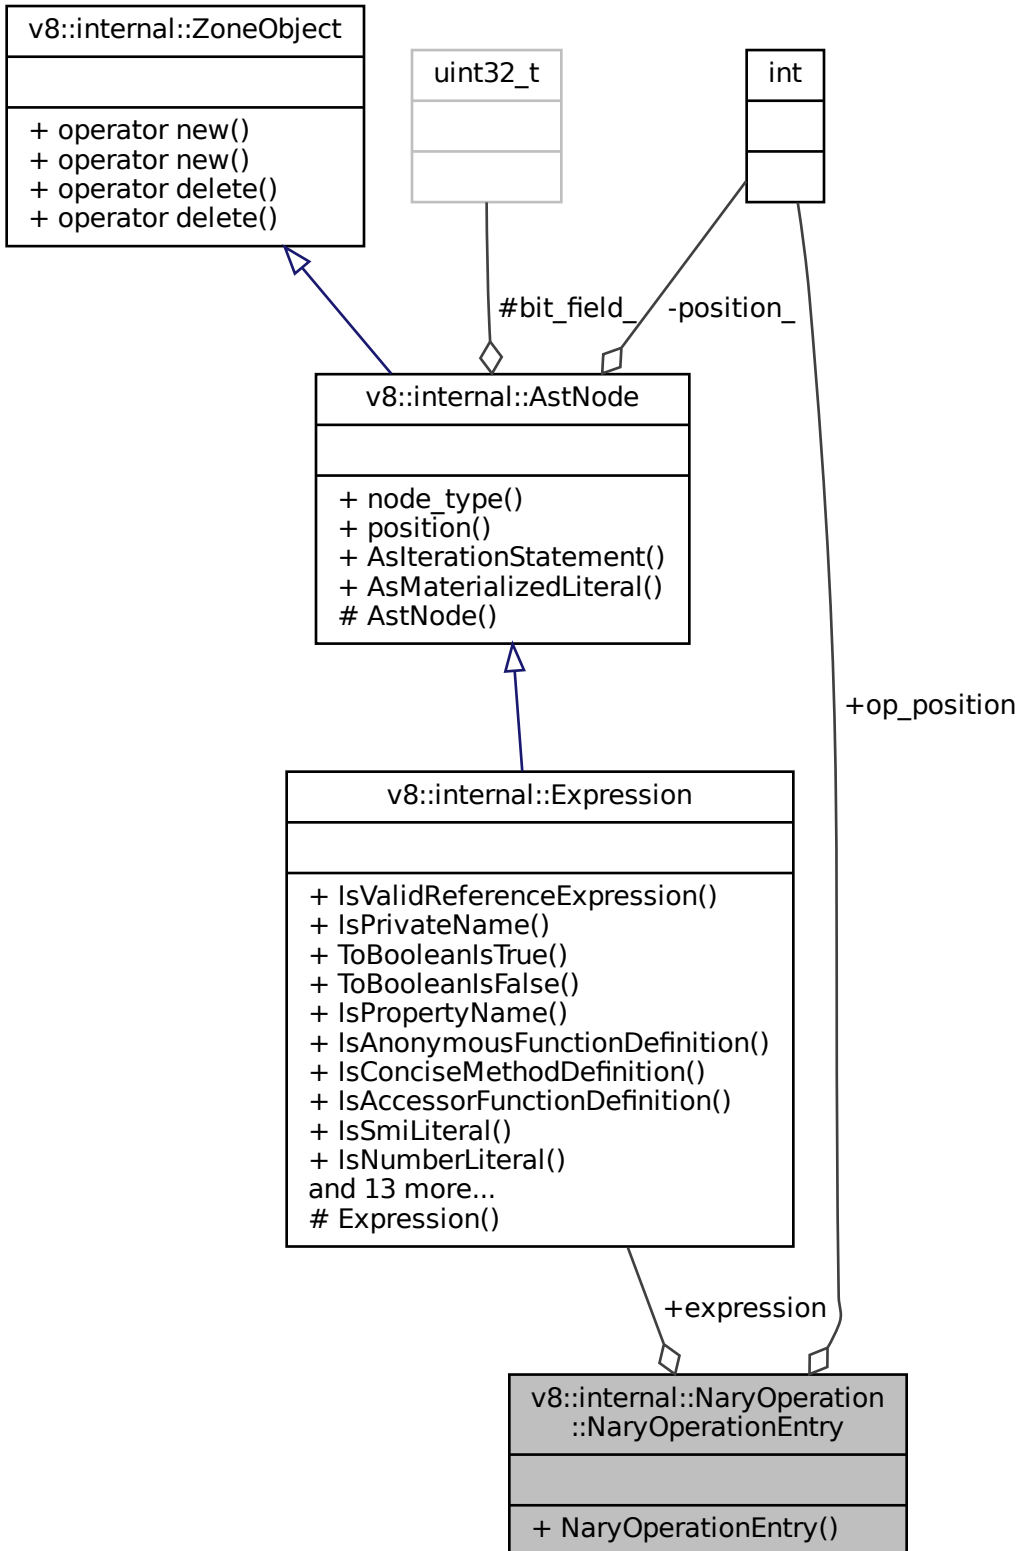 v8::internal::ZoneObject
+ operator new()
+ operator new()
+ operator delete()
+ operator delete()
uint32_t
int
#bit_field_
-position_
v8::internal::AstNode
+ node_type()
+ position()
+ AsIterationStatement()
+ AsMaterializedLiteral()
# AstNode()
+op_position
v8::internal::Expression
+ IsValidReferenceExpression()
+ IsPrivateName()
+ ToBooleanIsTrue()
+ ToBooleanIsFalse()
+ IsPropertyName()
+ IsAnonymousFunctionDefinition()
+ IsConciseMethodDefinition()
+ IsAccessorFunctionDefinition()
+ IsSmiLiteral()
+ IsNumberLiteral()
and 13 more...
# Expression()
+expression
v8::internal::NaryOperation
::NaryOperationEntry
+ NaryOperationEntry()